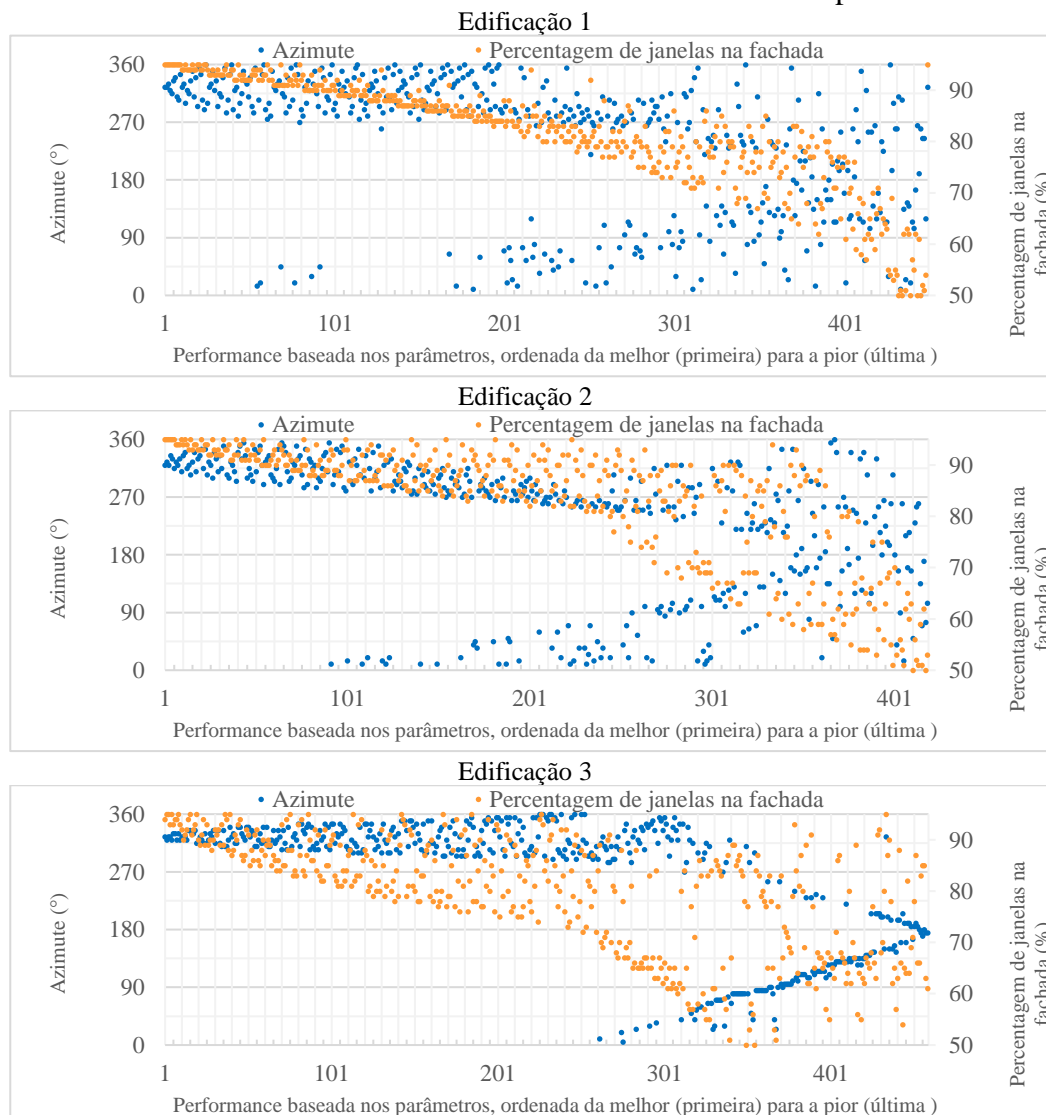 Edificação 1
Azimute
Percentagem de janelas na fachada
Azimute (°)
360
270
180
90
0
90
80
70
60
50
Percentagem de janelas na
fachada (%)
1
101
201
301
401
Performance baseada nos parâmetros, ordenada da melhor (primeira) para a pior (última )
Edificação 2
Azimute
Percentagem de janelas na fachada
Azimute (°)
360
270
180
90
0
90
80
70
60
50
Percentagem de janelas na
fachada (%)
1
101
201
301
401
Performance baseada nos parâmetros, ordenada da melhor (primeira) para a pior (última )
Edificação 3
Azimute
Percentagem de janelas na fachada
Azimute (°)
360
270
180
90
0
90
80
70
60
50
Percentagem de janelas na
fachada (%)
1
101
201
301
401
Performance baseada nos parâmetros, ordenada da melhor (primeira) para a pior (última )